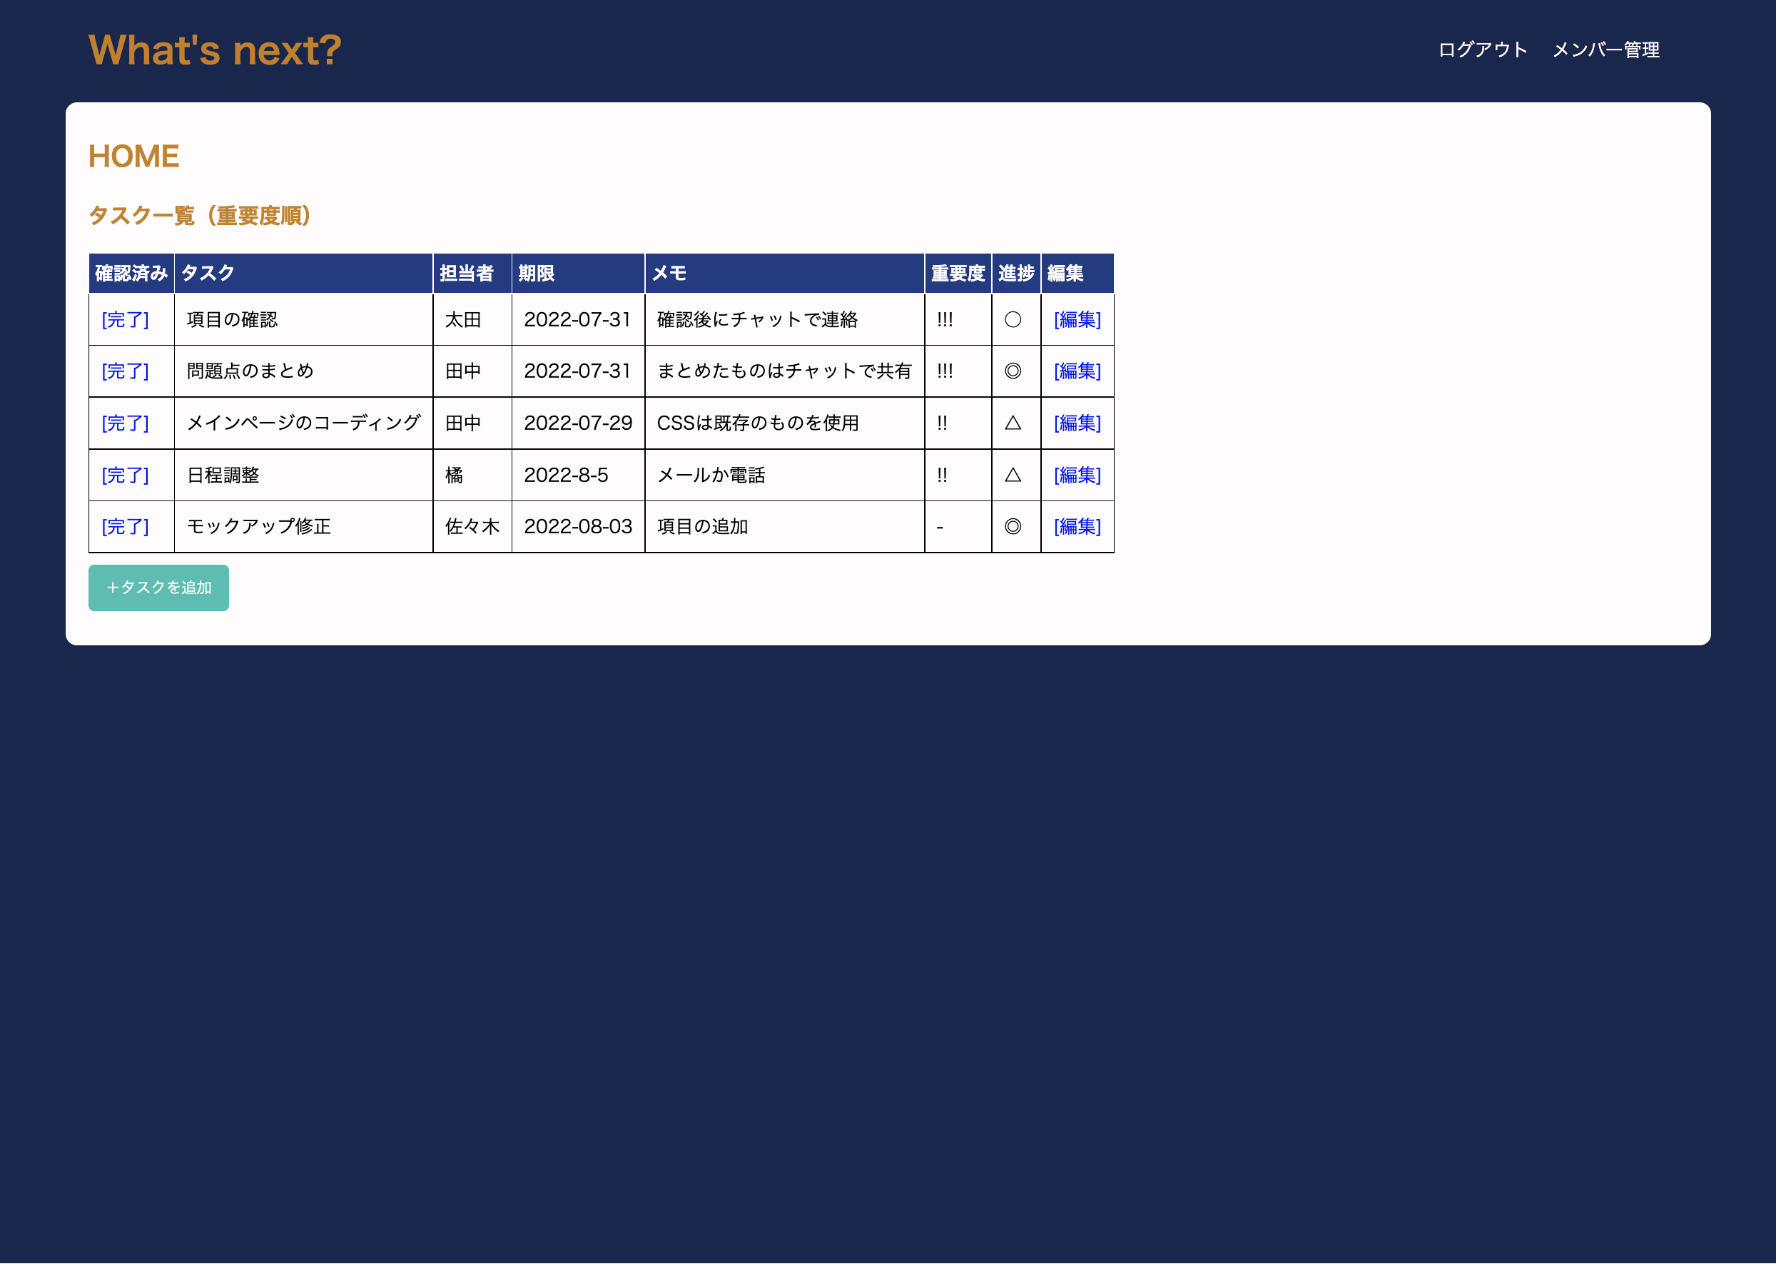 What's next?
ログアウト メンバー管理
HOME
タスク一覧（重要度順）
確認済み タスク 担当者 期限 メモ 重要度 進捗 編集
[完了] 項目の確認 太田 2022-07-31 確認後にチャットで連絡 !!! ○ [編集]
[完了] 問題点のまとめ 田中 2022-07-31 まとめたものはチャットで共有 !!! ◎ [編集]
[完了] メインページのコーディング 田中 2022-07-29 CSSは既存のものを使用 !! △ [編集]
[完了] 日程調整 橘 2022-8-5 メールか電話 !! △ [編集]
[完了] モックアップ修正 佐々木 2022-08-03 項目の追加 - ◎ [編集]
＋タスクを追加